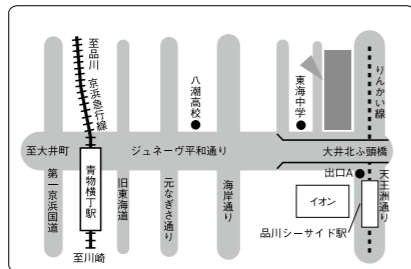 至品川
京浜急行線
八潮高校
東海中学
りんかい線
至大井町
ジュネーヴ平和通り
大井北ふ頭橋
青物横丁駅
出口A
天王洲通り
第一京浜国道
旧東海道
元なぎさ通り
海岸通り
イオン
品川シーサイド駅
至川崎